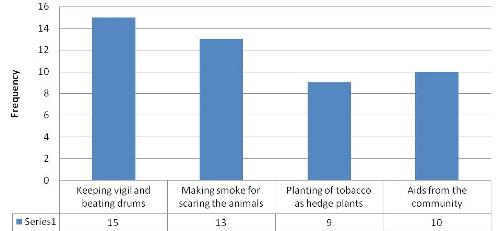 16
14
12
10
8
6
4
2
0
Frequency
Keeping vigil and beating drums
Making smoke for scaring the animals
Planting of tobacco as hedge plants
Aids from the community
Series1 15 13 9 10